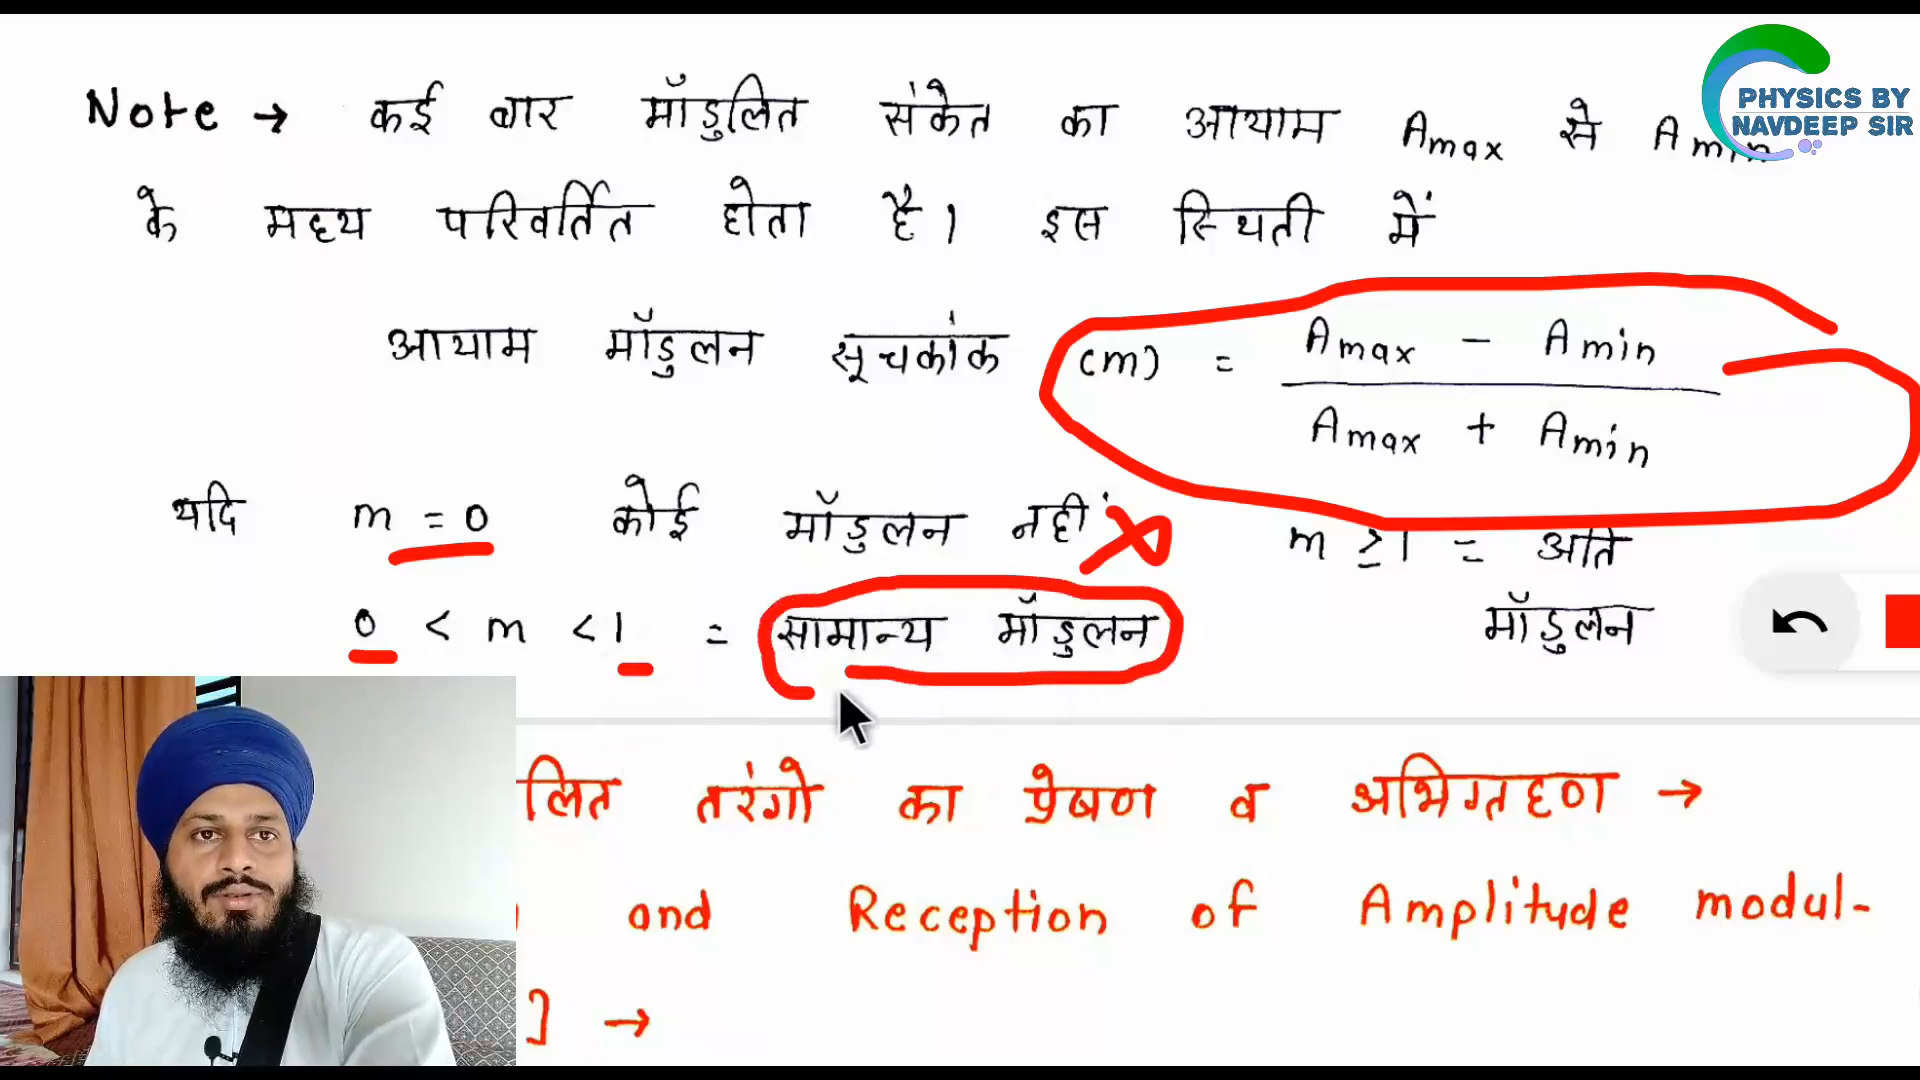 Note → कई बार मॉडुलित संकेत का आयाम Amax से Amin
PHYSICS BY
NAVDEEP SIR
के मध्य परिवर्तित होता है। इस स्थिती में
आयाम मॉडुलन सूचकांक (m) = Amax - Amin / Amax + Amin
यदि m = 0 कोई मॉडुलन नहीं m ≥ 1 = अति
0 < m < 1 = सामान्य मॉडुलन मॉडुलन
लित तरंगो का प्रेषण व अभिग्रहण →
and Reception of Amplitude modul-
] →